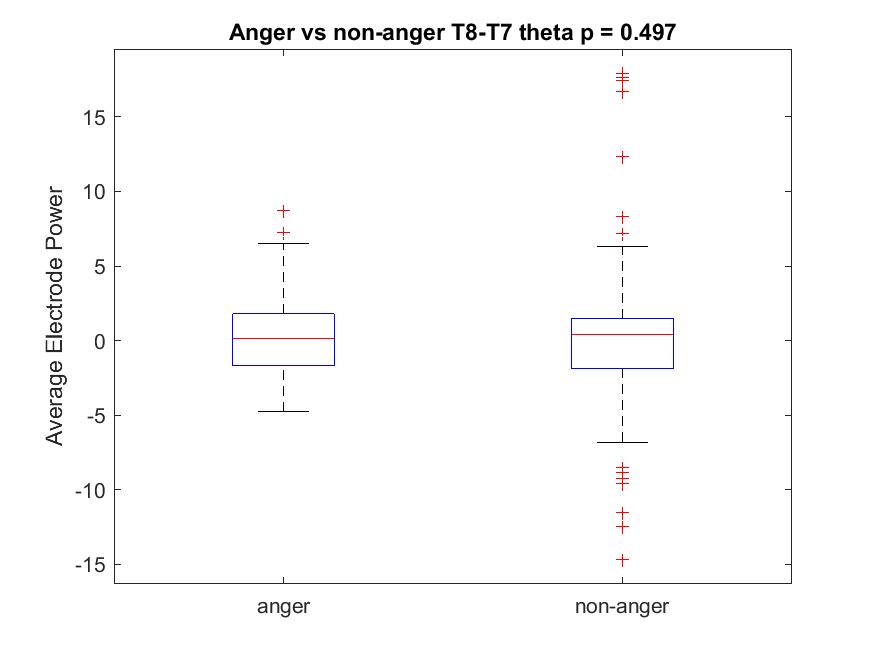 Anger vs non-anger T8-T7 theta p = 0.497
Average Electrode Power
15
10
5
0
-5
-10
-15
anger
non-anger